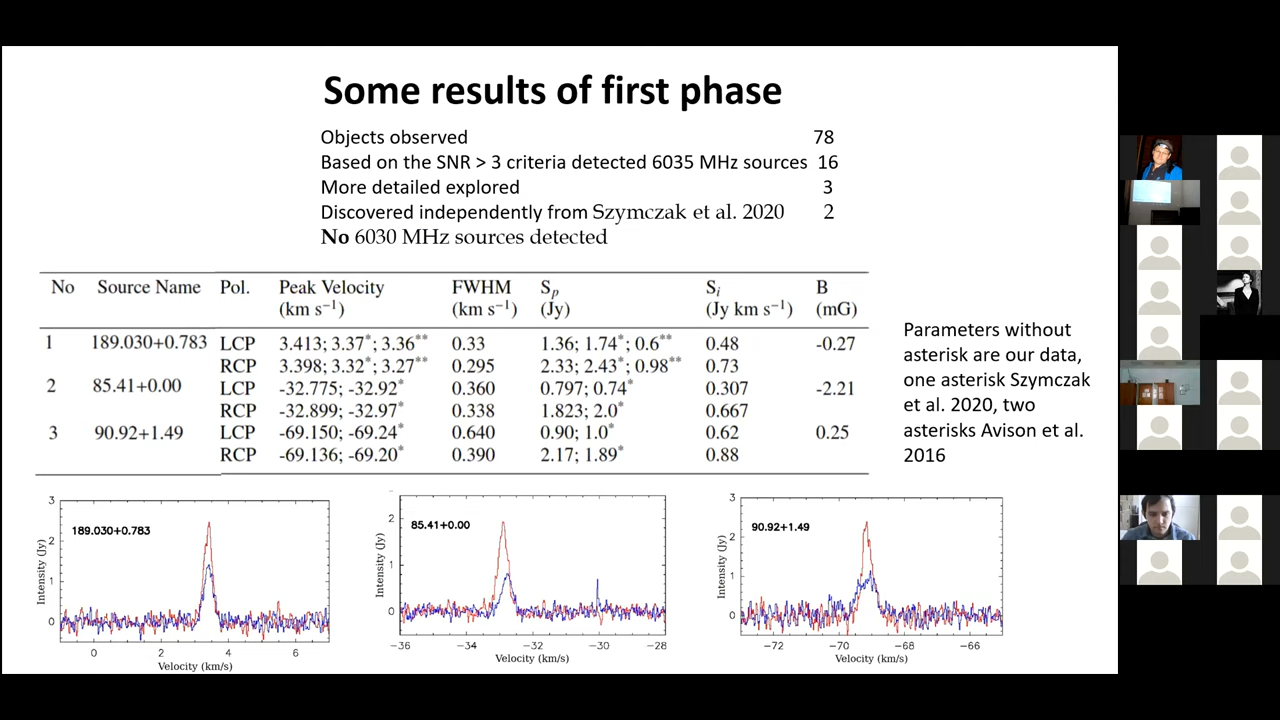 Some results of first phase
Objects observed 78
Based on the SNR > 3 criteria detected 6035 MHz sources 16
More detailed explored 3
Discovered independently from Szymczak et al. 2020 2
No 6030 MHz sources detected
No Source Name Pol. Peak Velocity FWHM Sp Si B
(km s−1) (km s−1) (Jy) (Jy km s−1) (mG)
1 189.030+0.783 LCP 3.413; 3.37*; 3.36** 0.33 1.36; 1.74*; 0.6** 0.48 -0.27
RCP 3.398; 3.32*; 3.27** 0.295 2.33; 2.43*; 0.98** 0.73
2 85.41+0.00 LCP -32.775; -32.92* 0.360 0.797; 0.74* 0.307 -2.21
RCP -32.899; -32.97* 0.338 1.823; 2.0* 0.667
3 90.92+1.49 LCP -69.150; -69.24* 0.640 0.90; 1.0* 0.62 0.25
RCP -69.136; -69.20* 0.390 2.17; 1.89* 0.88
Parameters without
asterisk are our data,
one asterisk Szymczak
et al. 2020, two
asterisks Avison et al.
2016
189.030+0.783
Intensity (Jy)
3
2
1
0
0 2 4 6
Velocity (km/s)
85.41+0.00
Intensity (Jy)
2
1
0
−36 −34 −32 −30 −28
Velocity (km/s)
90.92+1.49
Intensity (Jy)
3
2
1
0
−72 −70 −68 −66
Velocity (km/s)